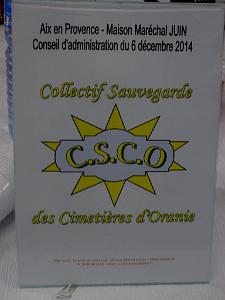 Aix en Provence - Maison Maréchal JUIN
Conseil d'administration du 6 décembre 2014
Collectif Sauvegarde
C.S.C.O
des Cimetières d'Oranie